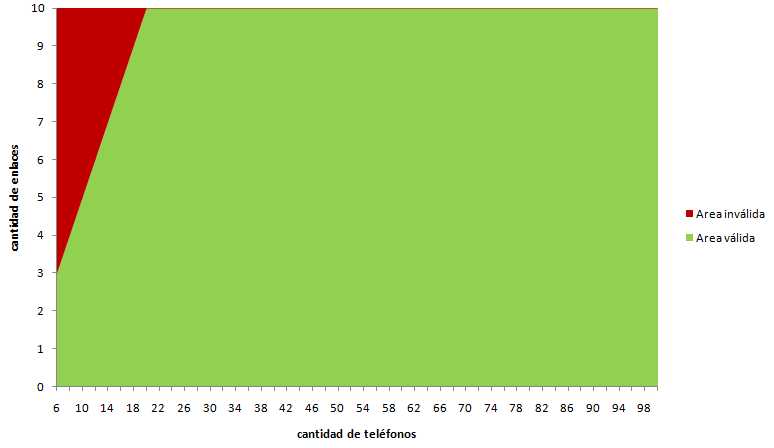 10
9
8
7
6
5
4
3
2
1
0
cantidad de enlaces
6 10 14 18 22 26 30 34 38 42 46 50 54 58 62 66 70 74 78 82 86 90 94 98
cantidad de teléfonos
Area inválida
Area válida